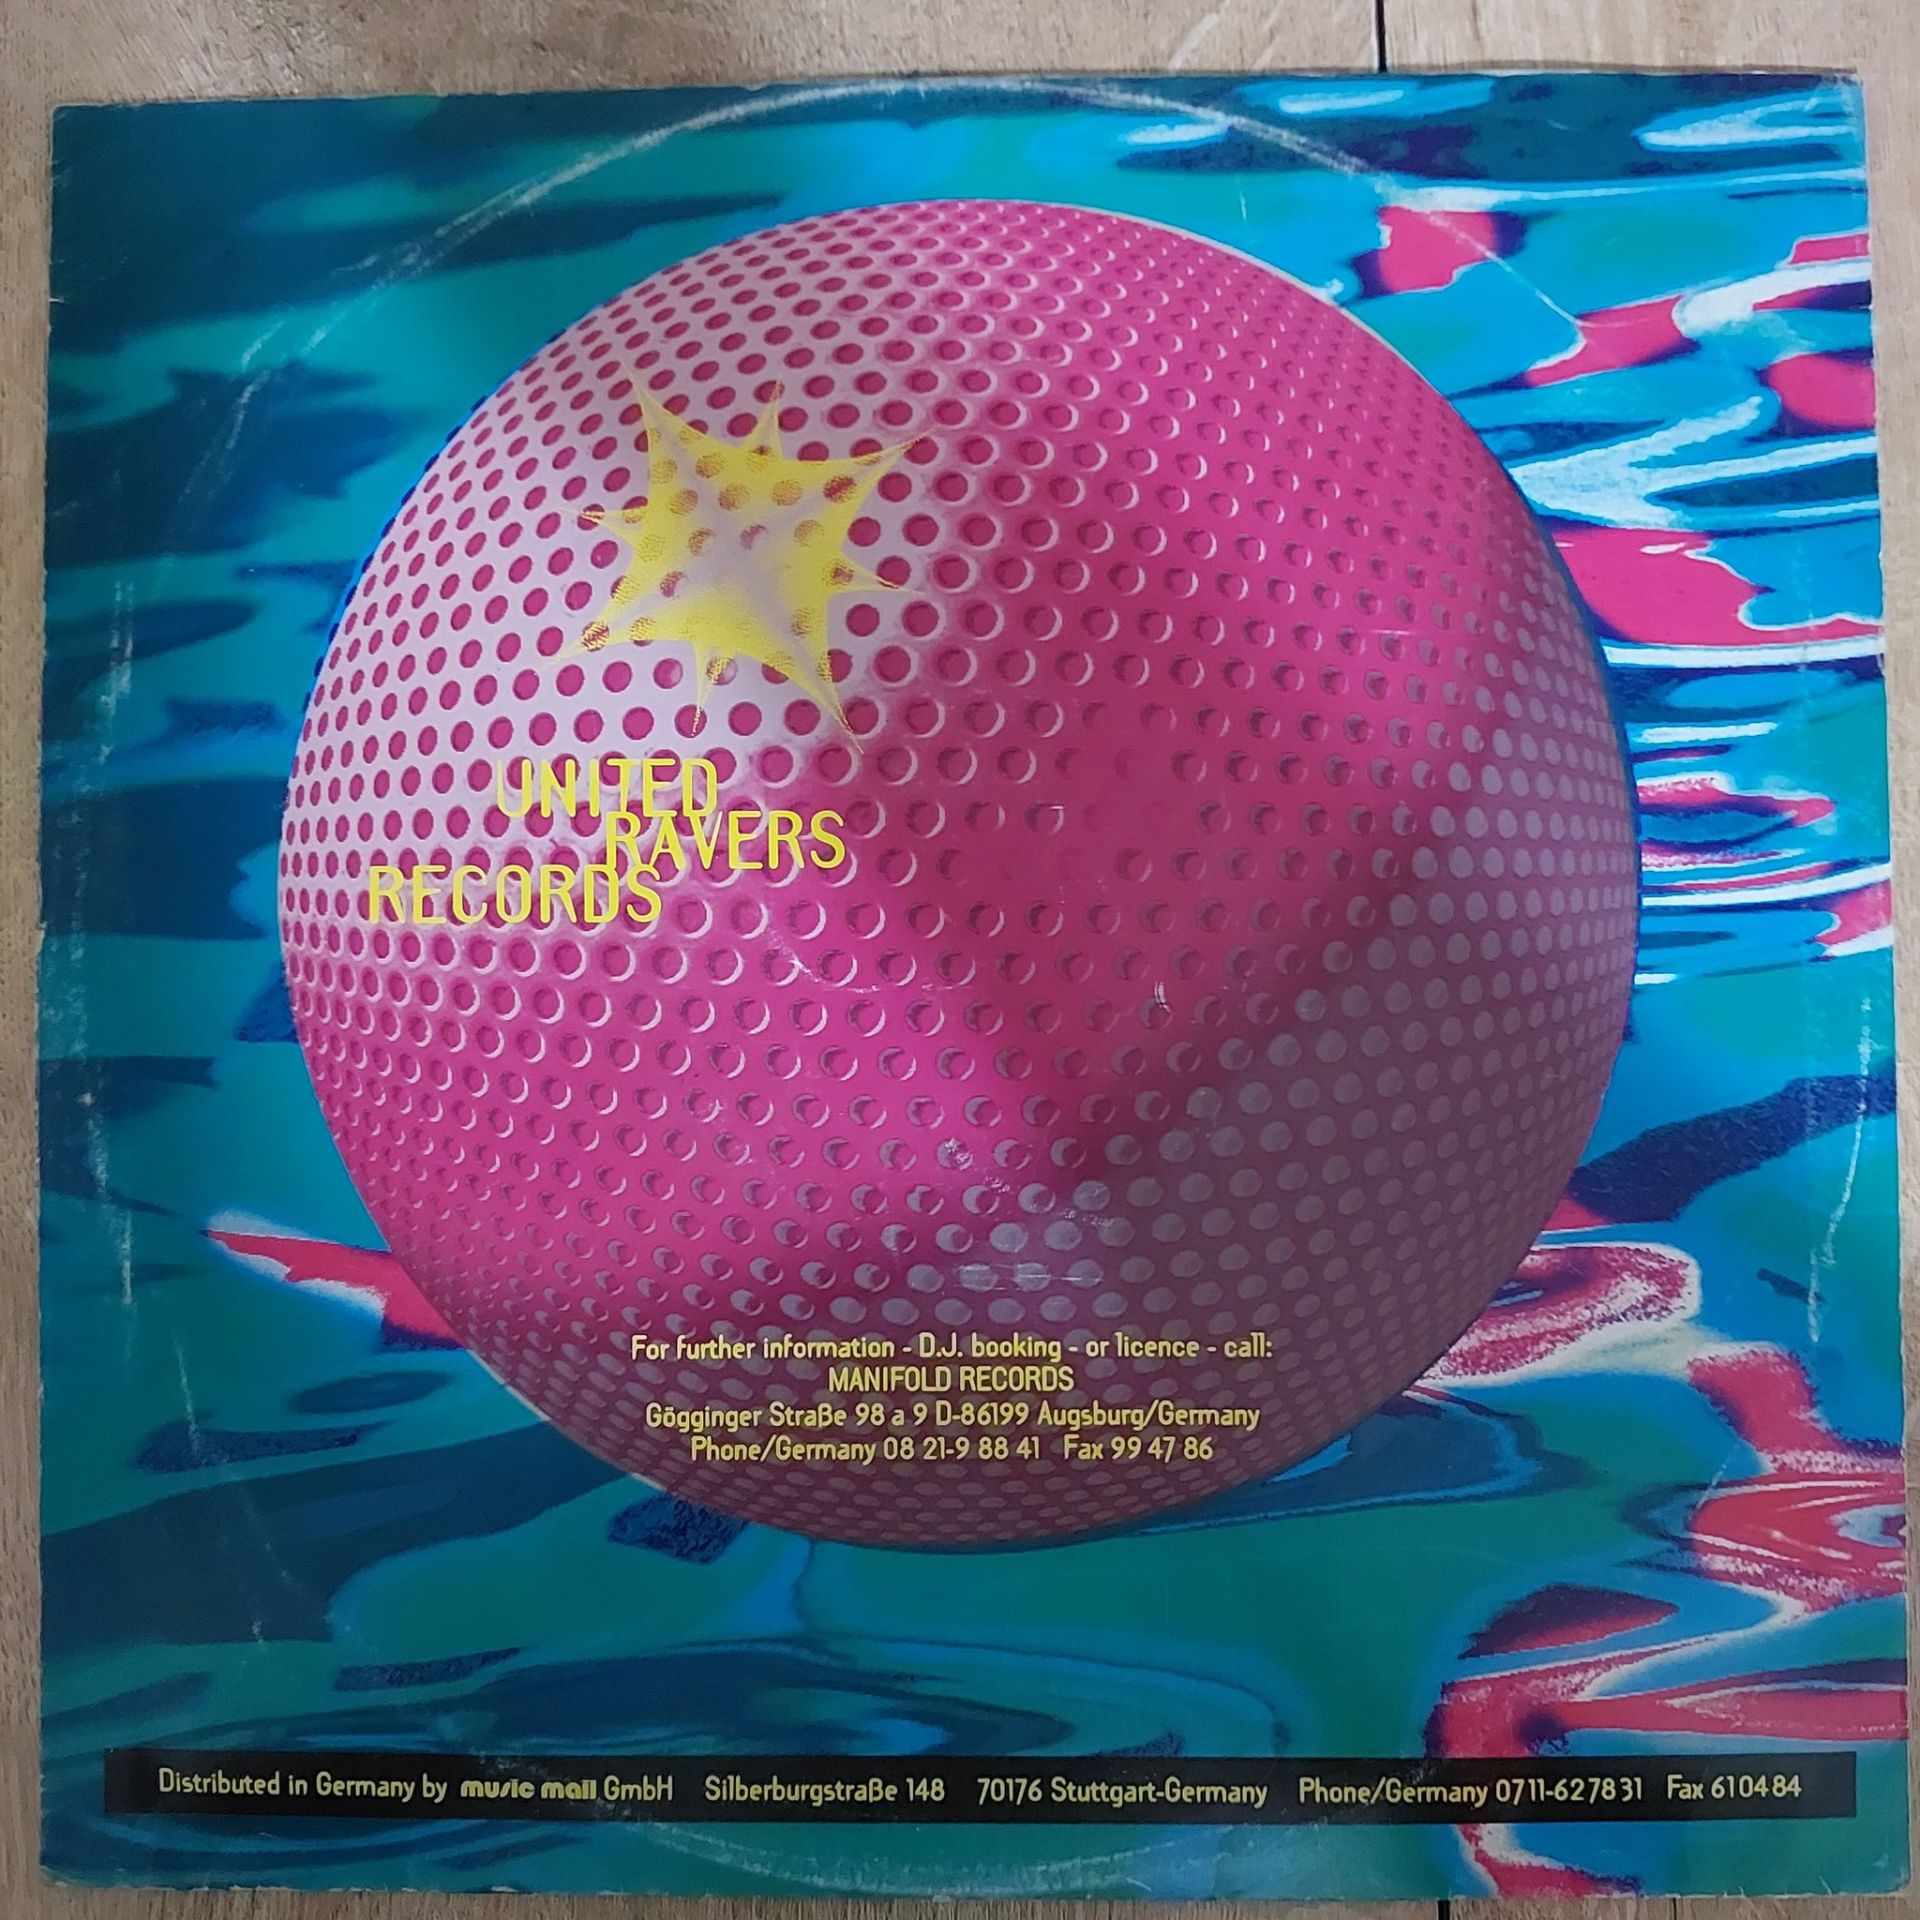 UNITED
RAVERS
RECORDS
For further information - D.J. booking - or licence - call:
MANIFOLD RECORDS
Gögginger Straße 98 a 9 D-86199 Augsburg/Germany
Phone/Germany 08 21-9 88 41 Fax 99 47 86
Distributed in Germany by music mail GmbH Silberburgstraße 148 70176 Stuttgart-Germany Phone/Germany 0711-627831 Fax 610484